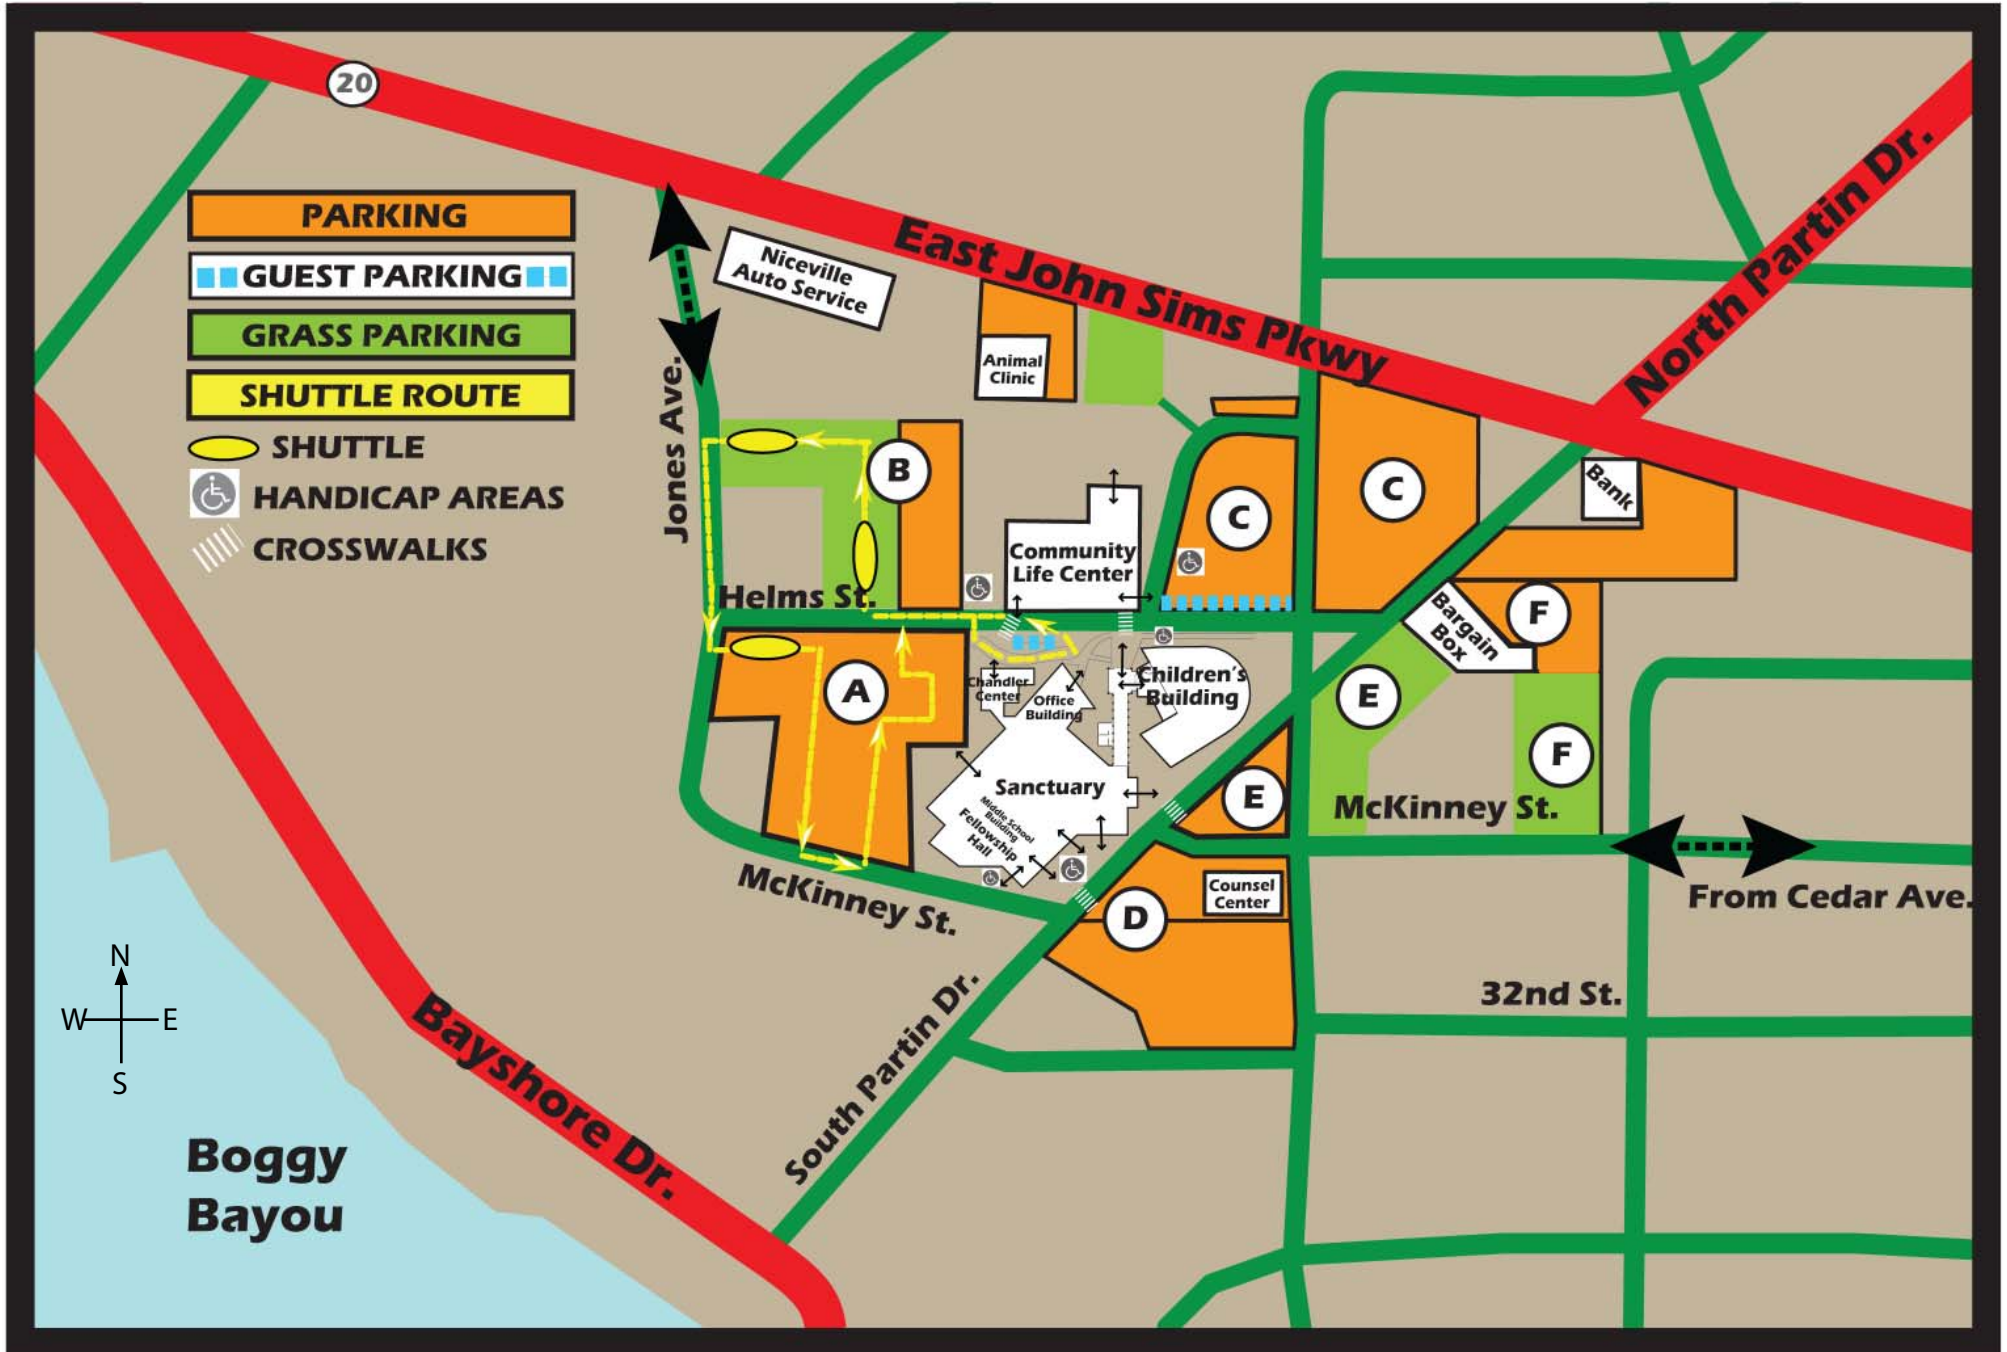 20
East John Sims Pkwy
North Partin Dr.
PARKING
GUEST PARKING
GRASS PARKING
SHUTTLE ROUTE
SHUTTLE
HANDICAP AREAS
CROSSWALKS
Niceville
Auto Service
Animal
Clinic
Jones Ave.
B
C
C
Bank
Community
Life Center
Helms St.
Bargain
Box
F
A
Chandler
Center
Office
Building
Children's
Building
E
F
Sanctuary
Middle School
Building
Fellowship
Hall
E
McKinney St.
McKinney St.
Counsel
Center
D
From Cedar Ave.
32nd St.
South Partin Dr.
Bayshore Dr.
N
W E
S
Boggy
Bayou